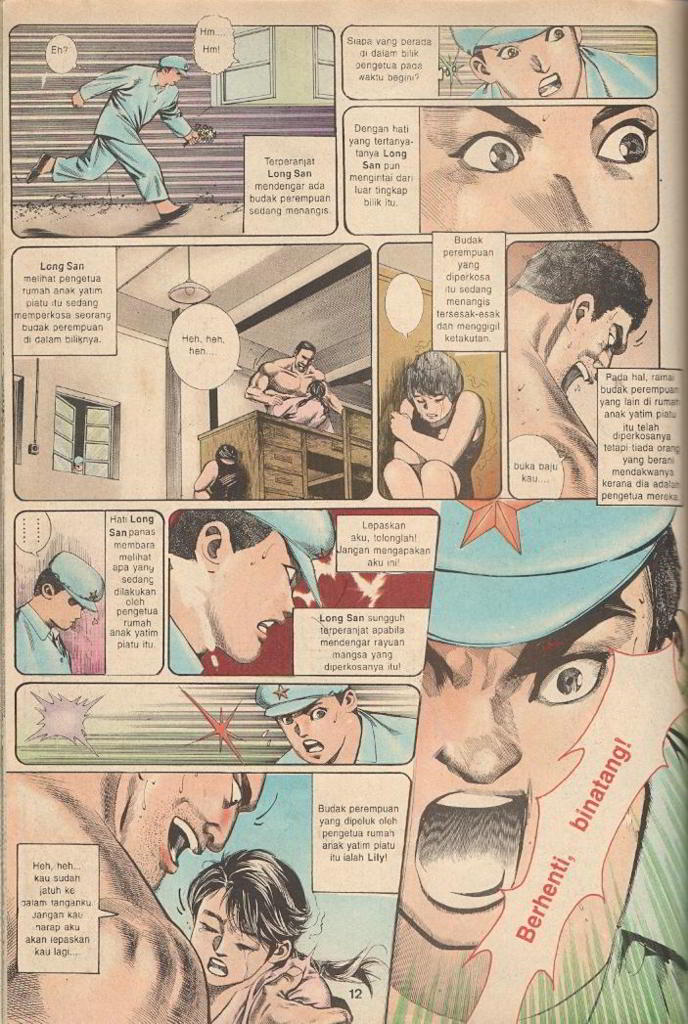 Eh?
Hm....
Hm!
Terperanjat
Long San
mendengar ada
budak perempuan
sedang menangis.
Siapa yang berada
di dalam bilik
pengetua pada
waktu begini?
Dengan hati
yang tertanya-
tanya Long
San pun
mengintai dari
luar tingkap
bilik itu.
Long San
melihat pengetua
rumah anak yatim
piatu itu sedang
memperkosa seorang
budak perempuan
di dalam biliknya.
Heh, heh,
heh....
Budak
perempuan
yang
diperkosa
itu sedang
menangis
tersesak-esak
dan menggigil
ketakutan.
buka baju
kau....
Pada hal, ramai
budak perempuan
yang lain di rumah
anak yatim piatu
itu telah
diperkosanya
tetapi tiada orang
yang berani
mendakwanya
kerana dia adalah
pengetua mereka.
Hati Long
San panas
membara
melihat
apa yang
sedang
dilakukan
oleh
pengetua
rumah
anak yatim
piatu itu.
Lepaskan
aku, tolonglah!
Jangan mengapakan
aku ini!
Long San sungguh
terperanjat apabila
mendengar rayuan
mangsa yang
diperkosanya itu!
Berhenti, binatang!
Budak perempuan
yang dipeluk oleh
pengetua rumah
anak yatim piatu
itu ialah Lily!
Heh, heh...
kau sudah
jatuh ke
dalam tanganku.
Jangan kau
harap aku
akan lepaskan
kau lagi....
12